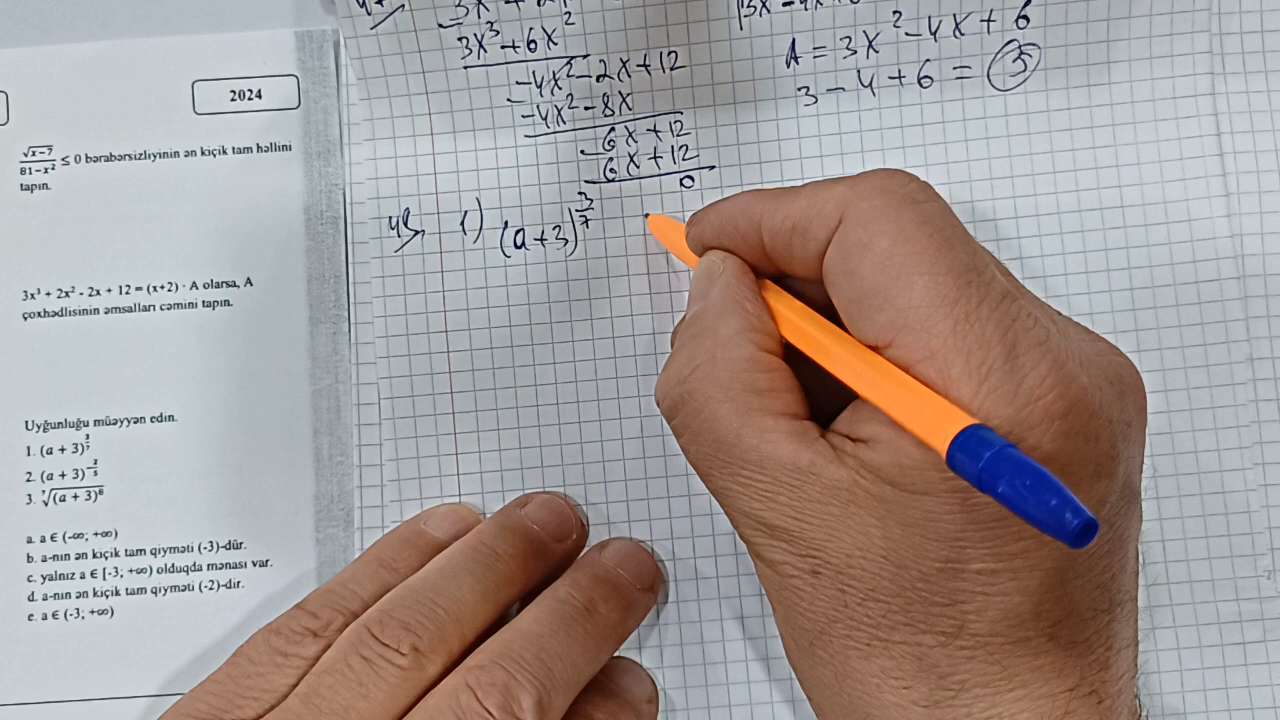 2024
√x−7 / 81−x² ≤ 0 bərabərsizliyinin ən kiçik tam həllini
tapın.
3x³ + 2x² - 2x + 12 = (x+2) · A olarsa, A
çoxhədlisinin əmsalları cəmini tapın.
Uyğunluğu müəyyən edin.
1. (a + 3)^(3/7)
2. (a + 3)^(−2/5)
3. ⁷√(a + 3)⁶
a. a ∈ (-∞; +∞)
b. a-nın ən kiçik tam qiyməti (-3)-dür.
c. yalnız a ∈ [-3; +∞) olduqda mənası var.
d. a-nın ən kiçik tam qiyməti (-2)-dir.
e. a ∈ (-3; +∞)
3x³+6x²
−4x²−2x+12
−4x²−8x
6x+12
6x+12
0
A = 3x²−4x+6
3−4+6 = 5
1) (a+3)^(3/7)